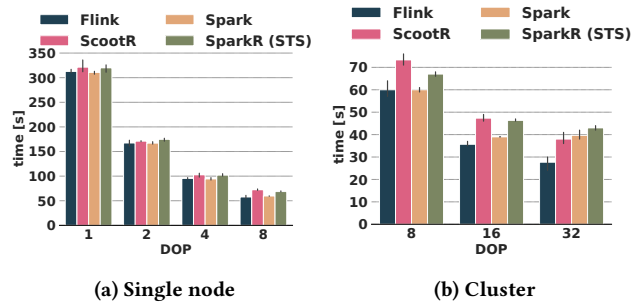 Flink Spark
ScootR SparkR (STS)
time [s]
350
300
250
200
150
100
50
0
1 2 4 8
DOP
(a) Single node
Flink Spark
ScootR SparkR (STS)
time [s]
70
60
50
40
30
20
10
0
8 16 32
DOP
(b) Cluster